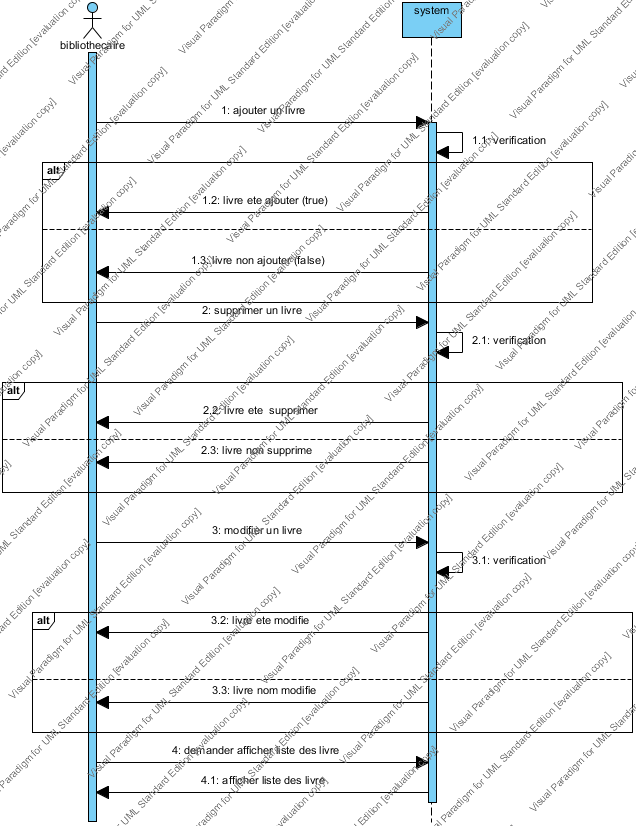 system
bibliothecaire
1: ajouter un livre
1.1: verification
alt
1.2: livre ete ajouter (true)
1.3: livre non ajouter (false)
2: supprimer un livre
2.1: verification
alt
2.2: livre ete supprimer
2.3: livre non supprime
3: modifier un livre
3.1: verification
alt
3.2: livre ete modifie
3.3: livre nom modifie
4: demander afficher liste des livre
4.1: afficher liste des livre
Visual Paradigm for UML Standard Edition [evaluation copy]